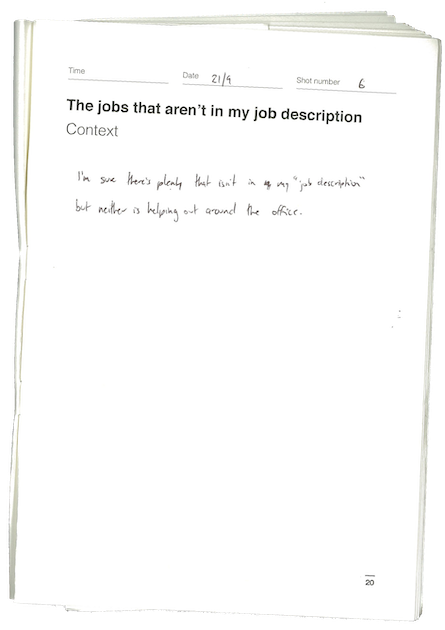 Time
Date 21/9
Shot number 6
The jobs that aren't in my job description
Context
I'm sure there's plenty that isn't in my "job description"
but neither is helping out around the office.
20